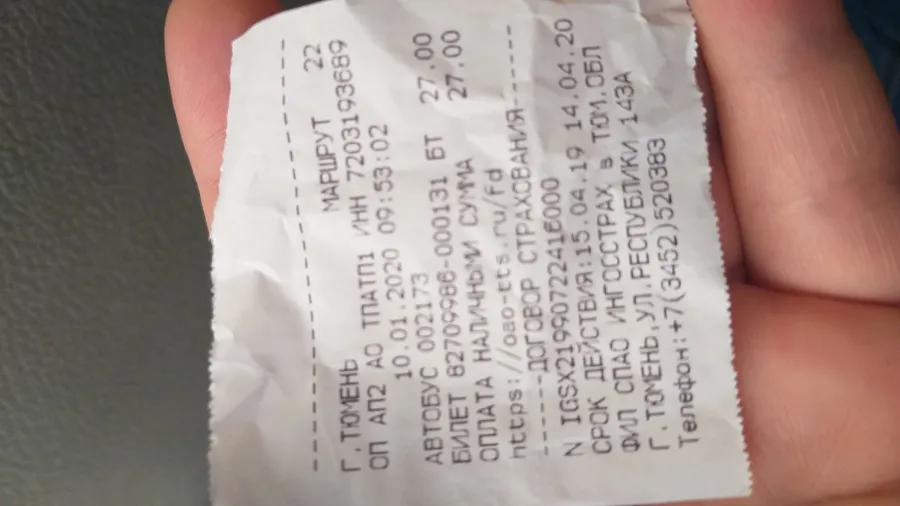 --------------------------
Г.ТЮМЕНЬ МАРШРУТ 22
ОП АП2 АО ТПАТП1 ИНН 7203193689
10.01.2020 09:53:02
АВТОБУС 002173
БИЛЕТ 82709986-000131 БТ 27.00
ОПЛАТА НАЛИЧНЫМИ СУММА 27.00
https://oao-tts.ru/fd
-----ДОГОВОР СТРАХОВАНИЯ-----
N IGSX21990722416000
СРОК ДЕЙСТВИЯ:15.04.19 14.04.20
ФИЛ СПАО ИНГОССТРАХ в ТЮМ.ОБЛ
Г.ТЮМЕНЬ,УЛ.РЕСПУБЛИКИ 143А
Телефон:+7(3452)520383